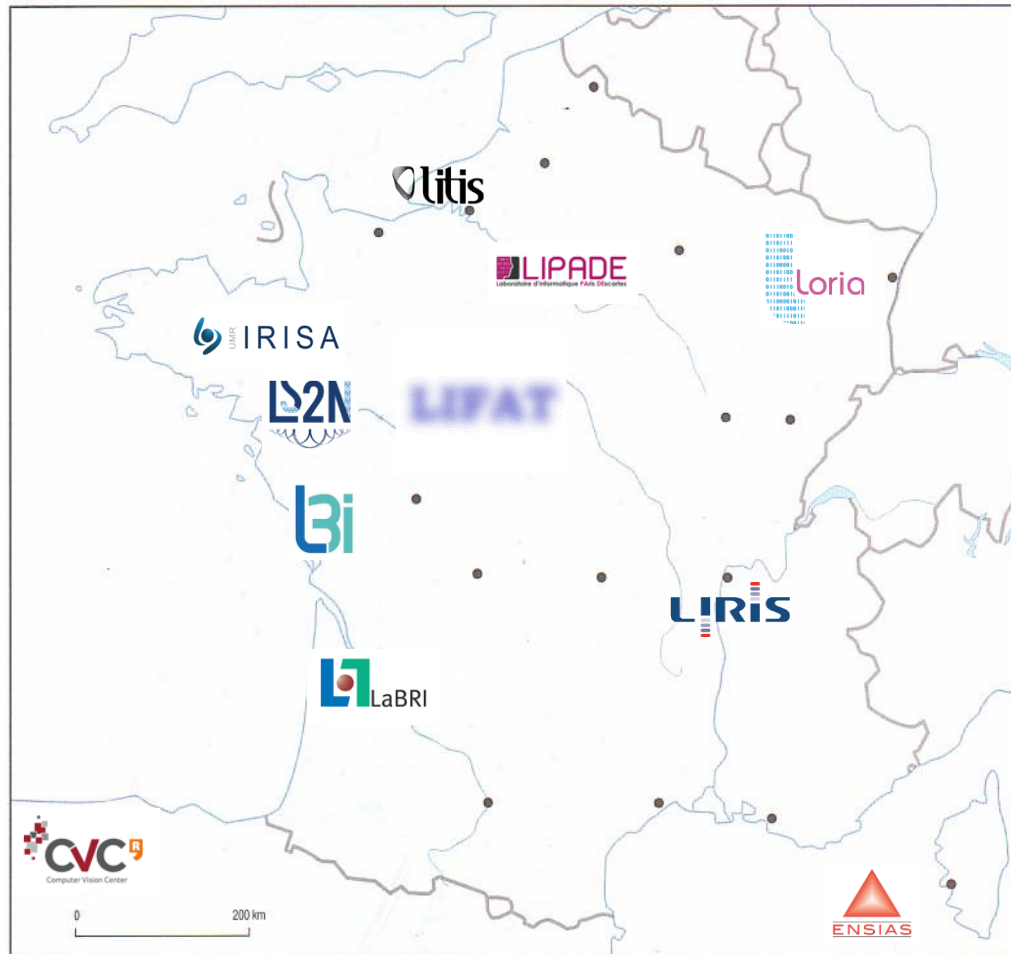 litis
LIPADE
Laboratoire d'Informatique PAris DEscartes
Loria
UMR
IRISA
LS2N
LIFAT
L3i
LIRIS
LaBRI
CVC R
Computer Vision Center
0 200 km
ENSIAS